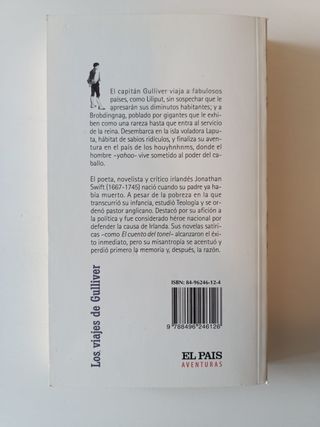 El capitán Gulliver viaja a fabulosos
países, como Liliput, sin sospechar que le
apresarán sus diminutos habitantes; y a
Brobdingnag, poblado por gigantes que le exhi-
ben como una rareza hasta que entra al servicio
de la reina. Desembarca en la isla voladora Lapu-
ta, hábitat de sabios ridículos, y finaliza su aven-
tura en el país de los houyhnhnms, donde el
hombre -yahoo- vive sometido al poder del ca-
ballo.
El poeta, novelista y crítico irlandés Jonathan
Swift (1667-1745) nació cuando su padre ya ha-
bía muerto. A pesar de la pobreza en la que
transcurrió su infancia, estudió Teología y se or-
denó pastor anglicano. Destacó por su afición a
la política y fue considerado héroe nacional por
defender la causa de Irlanda. Sus novelas satíri-
cas -como El cuento del tonel- alcanzaron el éxi-
to inmediato, pero su misantropía se acentuó y
perdió primero la memoria y, después, la razón.
Los viajes de Gulliver
ISBN: 84-96246-12-4
9 788496 246126
EL PAIS
AVENTURAS